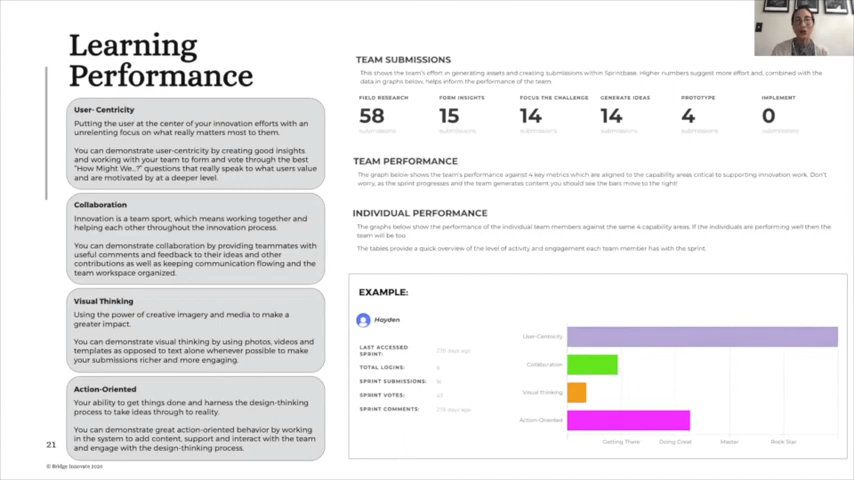 Learning
Performance
User- Centricity
Putting the user at the center of your innovation efforts with an
unrelenting focus on what really matters most to them.
You can demonstrate user-centricity by creating good insights
and working with your team to form and vote through the best
"How Might We...?" questions that really speak to what users value
and are motivated by at a deeper level.
Collaboration
Innovation is a team sport, which means working together and
helping each other throughout the innovation process.
You can demonstrate collaboration by providing teammates with
useful comments and feedback to their ideas and other
contributions as well as keeping communication flowing and the
team workspace organized.
Visual Thinking
Using the power of creative imagery and media to make a
greater impact.
You can demonstrate visual thinking by using photos, videos and
templates as opposed to text alone whenever possible to make
your submissions richer and more engaging.
Action-Oriented
Your ability to get things done and harness the design-thinking
process to take ideas through to reality.
You can demonstrate great action-oriented behavior by working
in the system to add content, support and interact with the team
and engage with the design-thinking process.
21
© Bridge Innovate 2020
TEAM SUBMISSIONS
This shows the team's effort in generating assets and creating submissions within Sprintbase. Higher numbers suggest more effort and, combined with the
data in graphs below, helps inform the performance of the team.
FIELD RESEARCH FORM INSIGHTS FOCUS THE CHALLENGE GENERATE IDEAS PROTOTYPE IMPLEMENT
58 15 14 14 4 0
submissions submissions submissions submissions submissions submissions
TEAM PERFORMANCE
The graph below shows the team's performance against 4 key metrics which are aligned to the capability areas critical to supporting innovation work. Don't
worry, as the sprint progresses and the team generates content you should see the bars move to the right!
INDIVIDUAL PERFORMANCE
The graphs below show the performance of the individual team members against the same 4 capability areas. If the individuals are performing well then the
team will be too.
The tables provide a quick overview of the level of activity and engagement each team member has with the sprint.
EXAMPLE:
Hayden
LAST ACCESSED
SPRINT: days ago
TOTAL LOGINS:
SPRINT SUBMISSIONS:
SPRINT VOTES:
SPRINT COMMENTS: days ago
User-Centricity
Collaboration
Visual thinking
Action-Oriented
Getting There Doing Great Master Rock Star